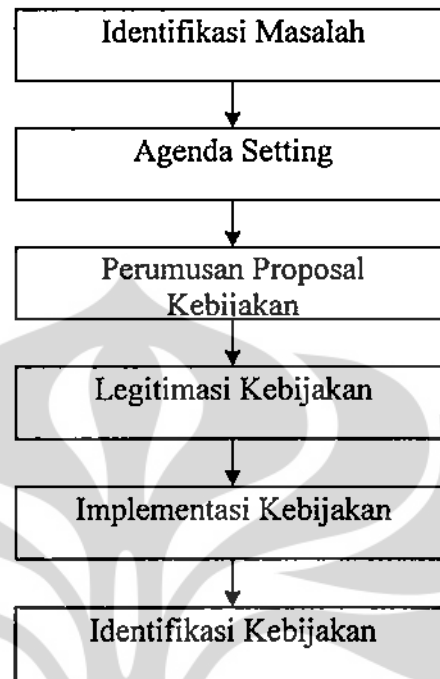 Identifikasi Masalah
Agenda Setting
Perumusan Proposal
Kebijakan
Legitimasi Kebijakan
Implementasi Kebijakan
Identifikasi Kebijakan